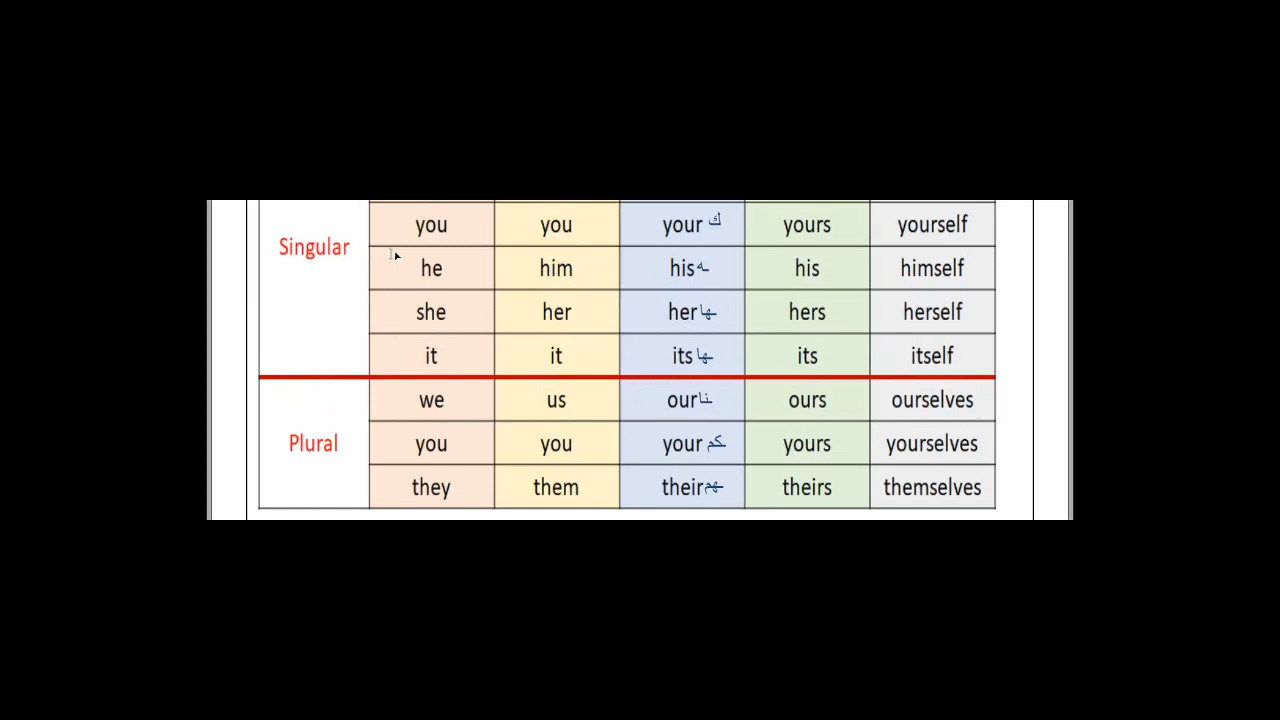 you you your ك yours yourself
Singular
he him his ـه his himself
she her her ـها hers herself
it it its ـها its itself
we us our ـنا ours ourselves
Plural you you your ـكم yours yourselves
they them their ـهم theirs themselves